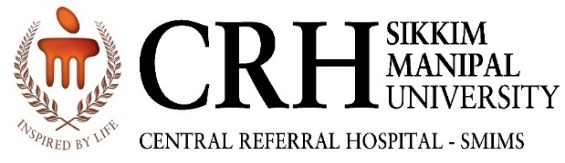 CRH SIKKIM
MANIPAL
UNIVERSITY
CENTRAL REFERRAL HOSPITAL - SMIMS
INSPIRED BY LIFE